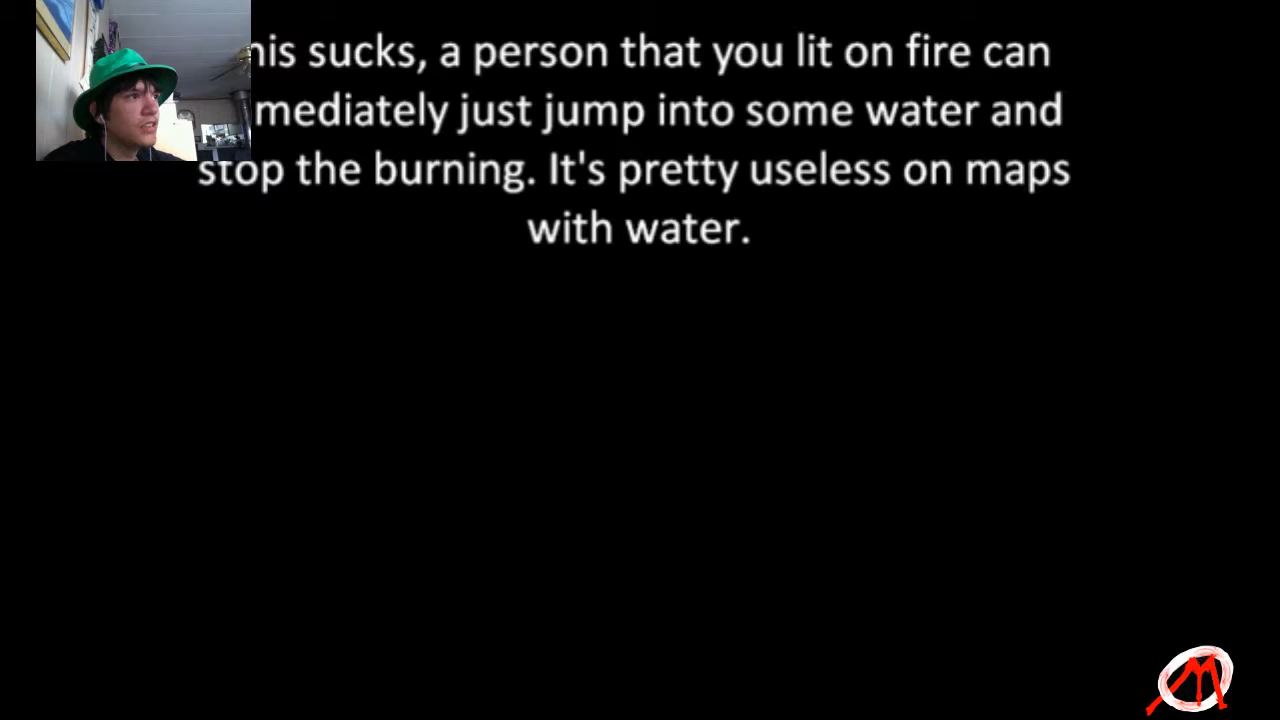 his sucks, a person that you lit on fire can
mediately just jump into some water and
stop the burning. It's pretty useless on maps
with water.
M